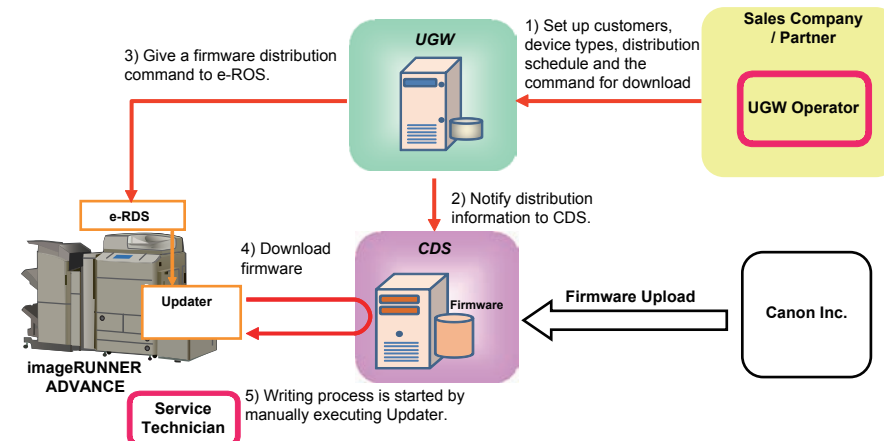 UGW
1) Set up customers,
device types, distribution
schedule and the
command for download
Sales Company
/ Partner
UGW Operator
3) Give a firmware distribution
command to e-ROS.
2) Notify distribution
information to CDS.
e-RDS
4) Download
firmware
Updater
CDS
Firmware
Firmware Upload
Canon Inc.
imageRUNNER
ADVANCE
Service
Technician
5) Writing process is started by
manually executing Updater.